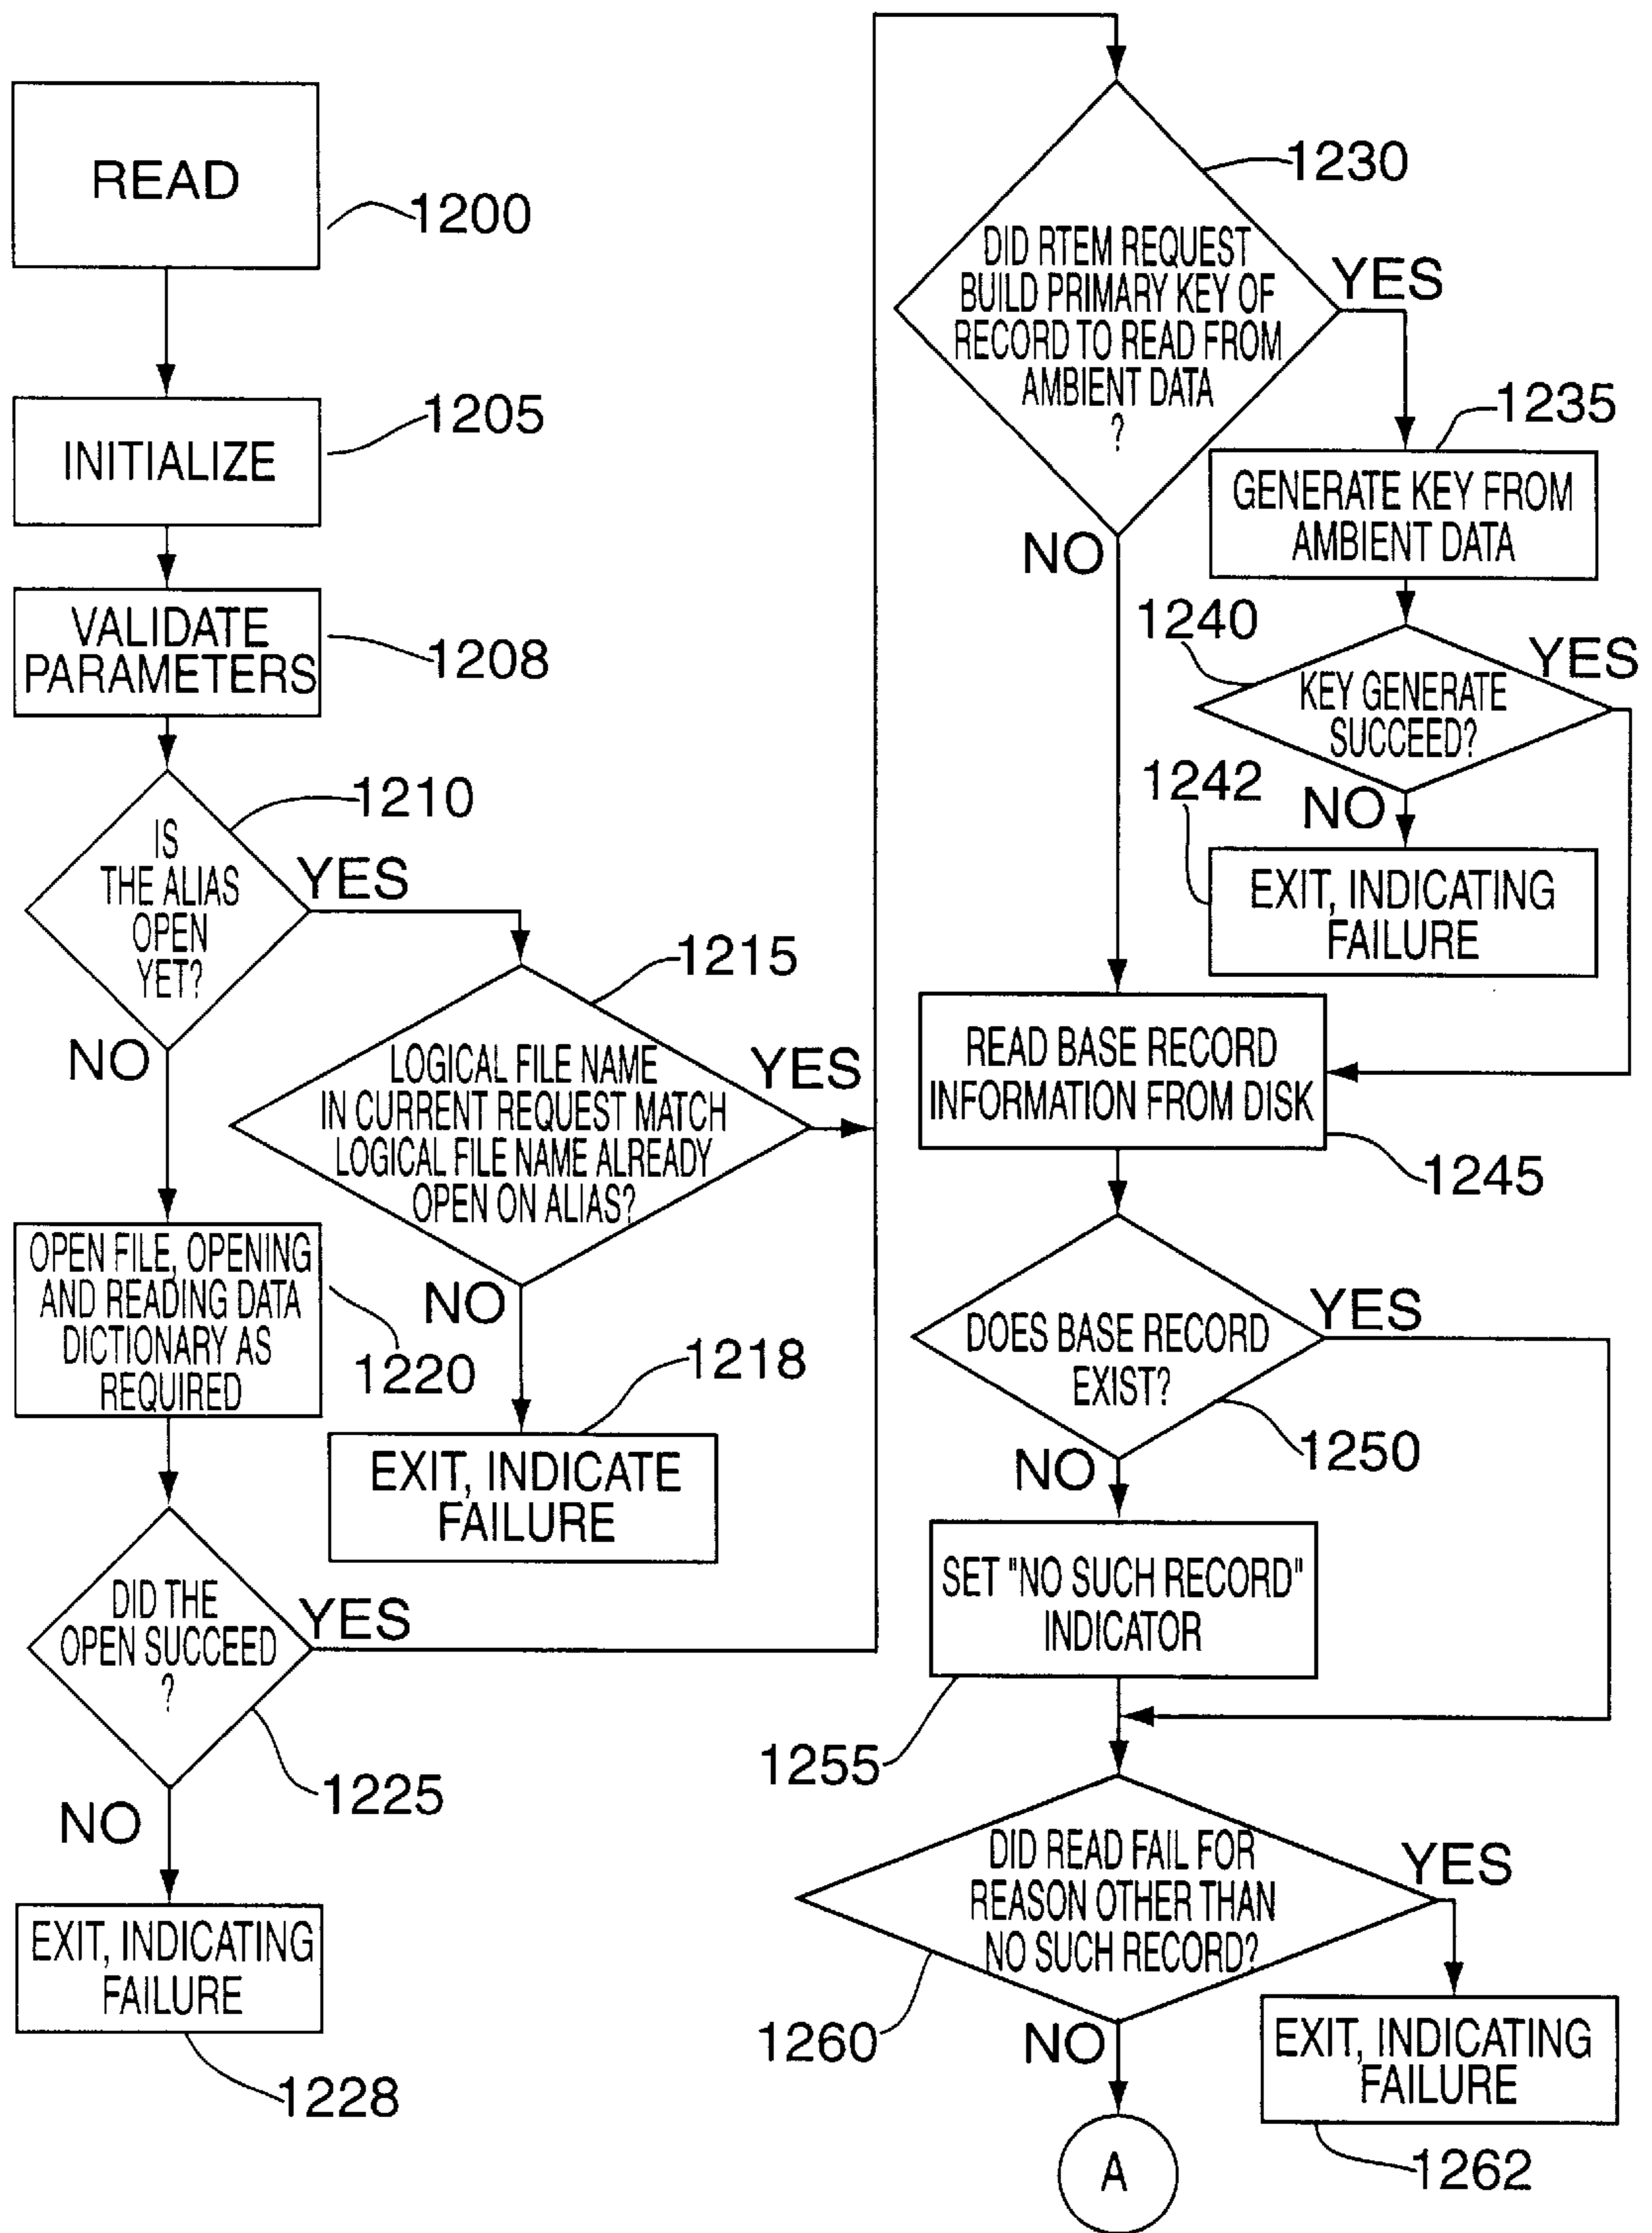 READ
1200
INITIALIZE
1205
VALIDATE
PARAMETERS
1208
IS
THE ALIAS
OPEN
YET?
1210
YES
NO
LOGICAL FILE NAME
IN CURRENT REQUEST MATCH
LOGICAL FILE NAME ALREADY
OPEN ON ALIAS?
1215
YES
NO
EXIT, INDICATE
FAILURE
1218
OPEN FILE, OPENING
AND READING DATA
DICTIONARY AS
REQUIRED
1220
DID THE
OPEN SUCCEED
?
YES
1225
NO
EXIT, INDICATING
FAILURE
1228
DID RTEM REQUEST
BUILD PRIMARY KEY OF
RECORD TO READ FROM
AMBIENT DATA
?
1230
YES
NO
GENERATE KEY FROM
AMBIENT DATA
1235
KEY GENERATE
SUCCEED?
1240
YES
NO
EXIT, INDICATING
FAILURE
1242
READ BASE RECORD
INFORMATION FROM DISK
1245
DOES BASE RECORD
EXIST?
YES
1250
NO
SET "NO SUCH RECORD"
INDICATOR
1255
DID READ FAIL FOR
REASON OTHER THAN
NO SUCH RECORD?
YES
1260
NO
EXIT, INDICATING
FAILURE
1262
A